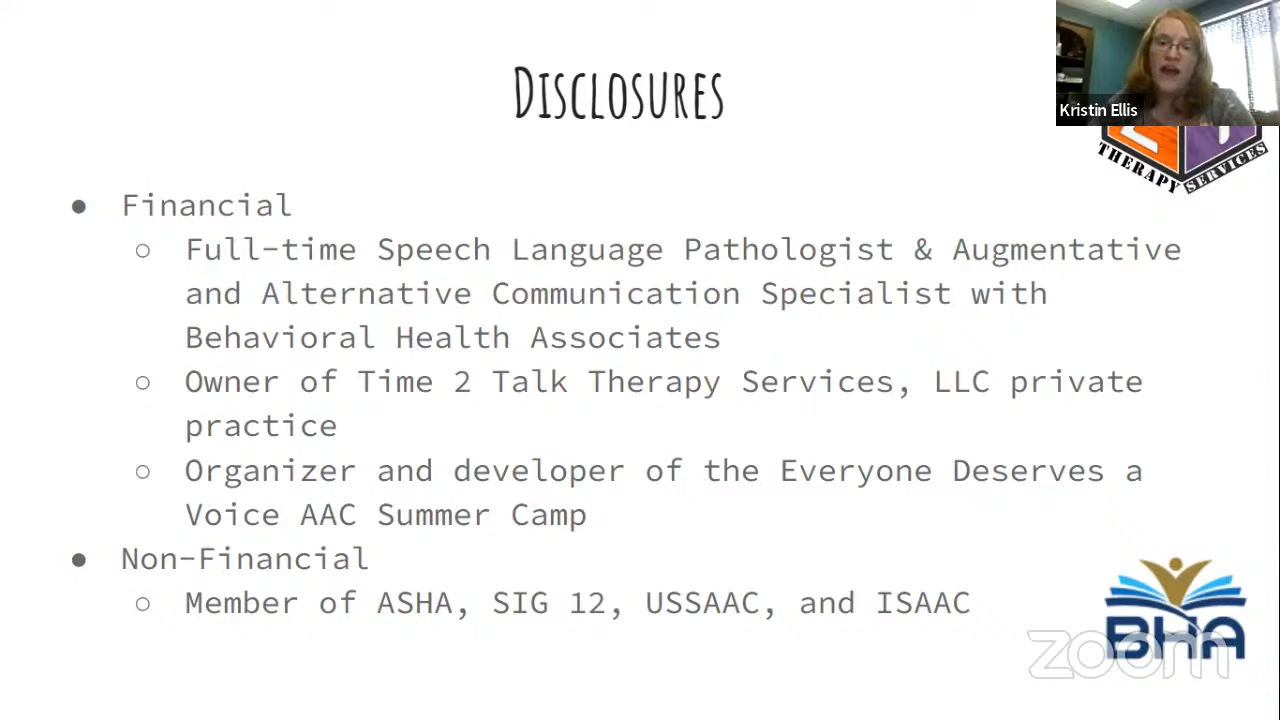 Disclosures
Kristin Ellis
THERAPY SERVICES
● Financial
○ Full-time Speech Language Pathologist & Augmentative
and Alternative Communication Specialist with
Behavioral Health Associates
○ Owner of Time 2 Talk Therapy Services, LLC private
practice
○ Organizer and developer of the Everyone Deserves a
Voice AAC Summer Camp
● Non-Financial
○ Member of ASHA, SIG 12, USSAAC, and ISAAC
BHA
zoom